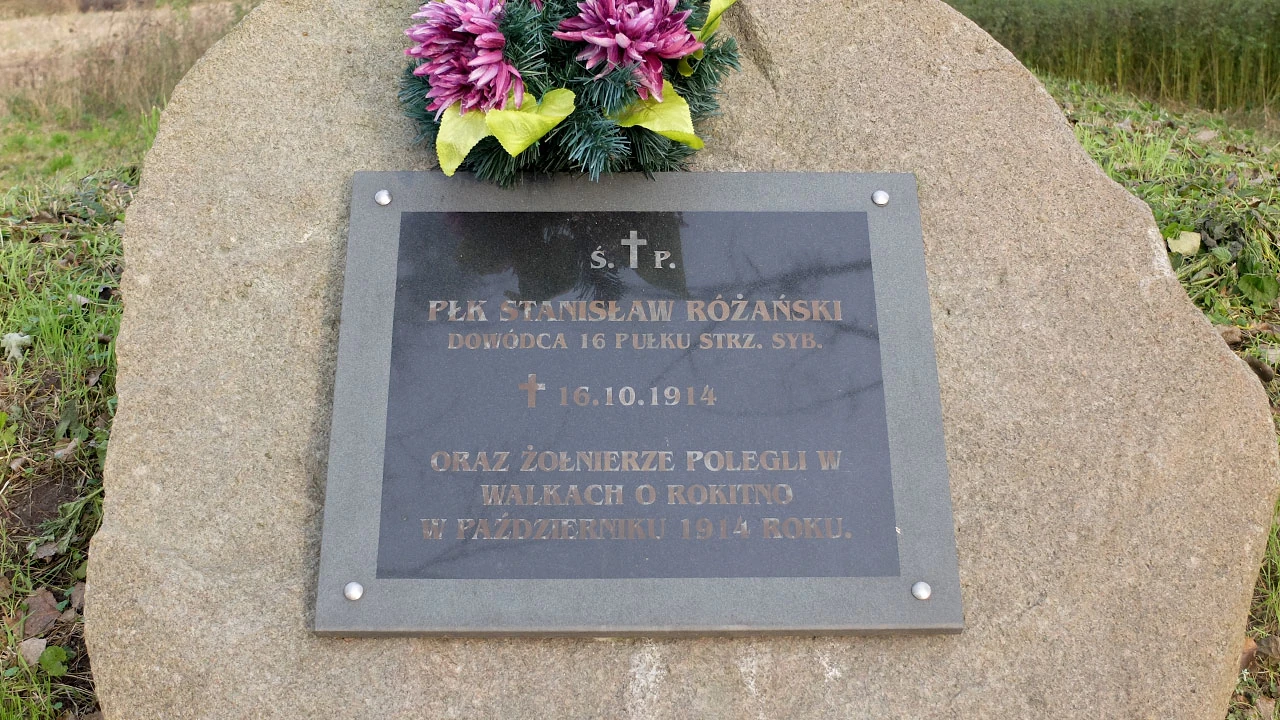 Ś.✝P.
PŁK STANISŁAW RÓŻAŃSKI
DOWÓDCA 16 PUŁKU STRZ. SYB.
✝ 16.10.1914
ORAZ ŻOŁNIERZE POLEGLI W
WALKACH O ROKITNO
W PAŹDZIERNIKU 1914 ROKU.